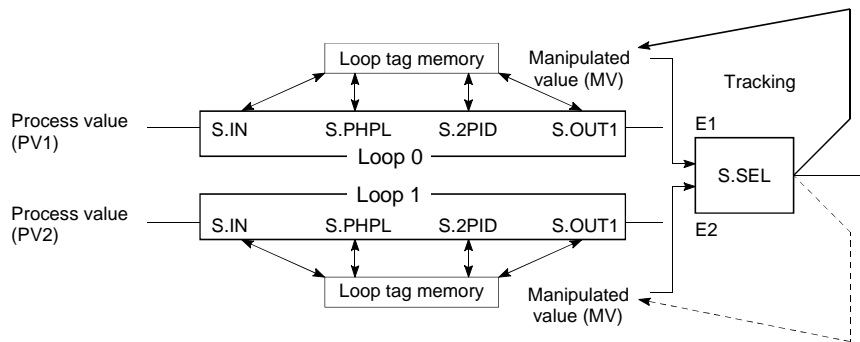 Loop tag memory
Manipulated
value (MV)
Tracking
Process value
(PV1)
S.IN S.PHPL S.2PID S.OUT1
Loop 0
E1
S.SEL
E2
Loop 1
Process value
(PV2)
S.IN S.PHPL S.2PID S.OUT1
Loop tag memory
Manipulated
value (MV)